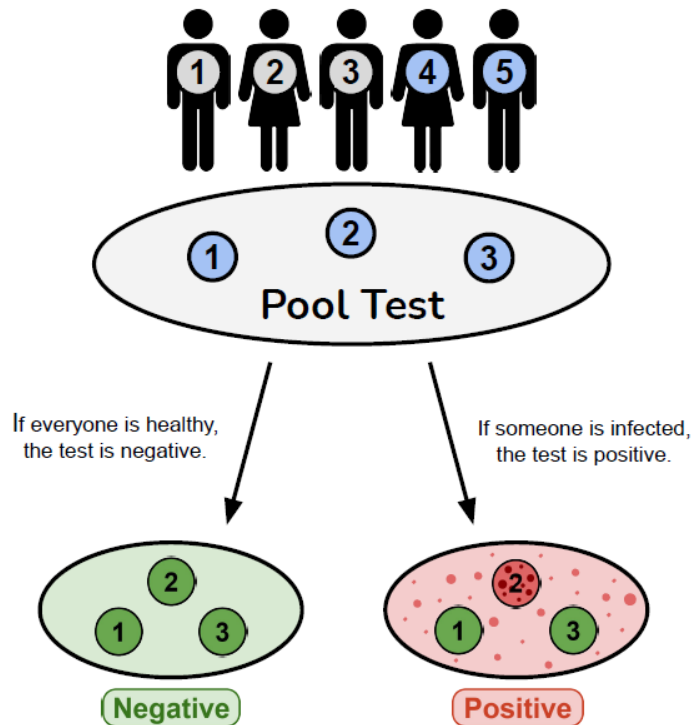 1 2 3 4 5
1 2 3
Pool Test
If everyone is healthy,
the test is negative.
If someone is infected,
the test is positive.
2
1 3
Negative
2
1 3
Positive